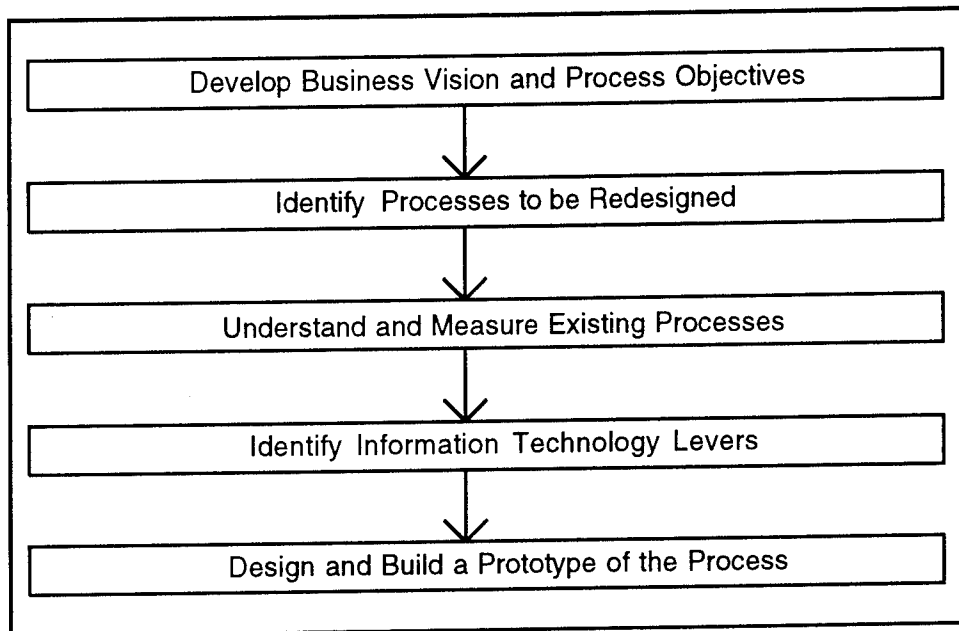 Develop Business Vision and Process Objectives
Identify Processes to be Redesigned
Understand and Measure Existing Processes
Identify Information Technology Levers
Design and Build a Prototype of the Process